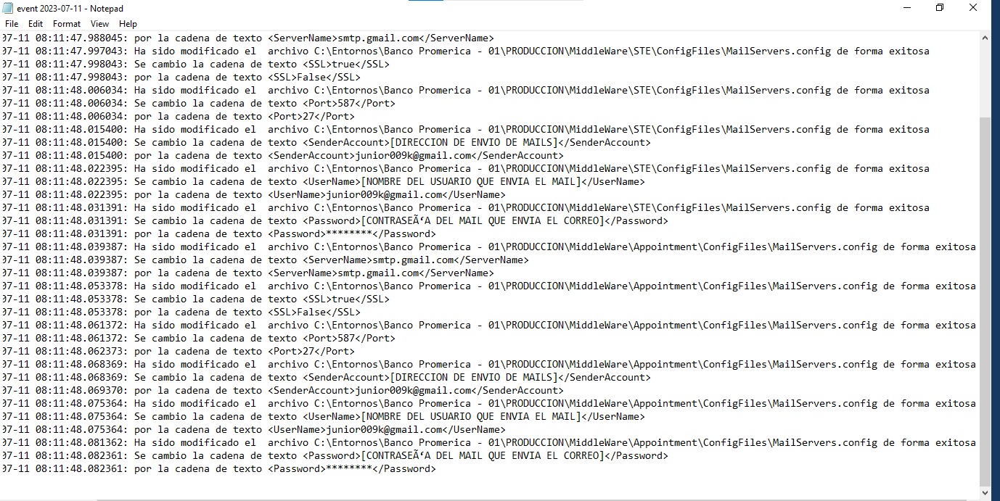 event 2023-07-11 - Notepad
File Edit Format View Help
07-11 08:11:47.988045: por la cadena de texto <ServerName>smtp.gmail.com</ServerName>
07-11 08:11:47.997043: Ha sido modificado el  archivo C:\Entornos\Banco Promerica - 01\PRODUCCION\MiddleWare\STE\ConfigFiles\MailServers.config de forma exitosa
07-11 08:11:47.998043: Se cambio la cadena de texto <SSL>true</SSL>
07-11 08:11:47.998043: por la cadena de texto <SSL>False</SSL>
07-11 08:11:48.006034: Ha sido modificado el  archivo C:\Entornos\Banco Promerica - 01\PRODUCCION\MiddleWare\STE\ConfigFiles\MailServers.config de forma exitosa
07-11 08:11:48.006034: Se cambio la cadena de texto <Port>587</Port>
07-11 08:11:48.006034: por la cadena de texto <Port>27</Port>
07-11 08:11:48.015400: Ha sido modificado el  archivo C:\Entornos\Banco Promerica - 01\PRODUCCION\MiddleWare\STE\ConfigFiles\MailServers.config de forma exitosa
07-11 08:11:48.015400: Se cambio la cadena de texto <SenderAccount>[DIRECCION DE ENVIO DE MAILS]</SenderAccount>
07-11 08:11:48.015400: por la cadena de texto <SenderAccount>junior009k@gmail.com</SenderAccount>
07-11 08:11:48.022395: Ha sido modificado el  archivo C:\Entornos\Banco Promerica - 01\PRODUCCION\MiddleWare\STE\ConfigFiles\MailServers.config de forma exitosa
07-11 08:11:48.022395: Se cambio la cadena de texto <UserName>[NOMBRE DEL USUARIO QUE ENVIA EL MAIL]</UserName>
07-11 08:11:48.022395: por la cadena de texto <UserName>junior009k@gmail.com</UserName>
07-11 08:11:48.031391: Ha sido modificado el  archivo C:\Entornos\Banco Promerica - 01\PRODUCCION\MiddleWare\STE\ConfigFiles\MailServers.config de forma exitosa
07-11 08:11:48.031391: Se cambio la cadena de texto <Password>[CONTRASEÃ‘A DEL MAIL QUE ENVIA EL CORREO]</Password>
07-11 08:11:48.031391: por la cadena de texto <Password>********</Password>
07-11 08:11:48.039387: Ha sido modificado el  archivo C:\Entornos\Banco Promerica - 01\PRODUCCION\MiddleWare\Appointment\ConfigFiles\MailServers.config de forma exitosa
07-11 08:11:48.039387: Se cambio la cadena de texto <ServerName>smtp.gmail.com</ServerName>
07-11 08:11:48.039387: por la cadena de texto <ServerName>smtp.gmail.com</ServerName>
07-11 08:11:48.053378: Ha sido modificado el  archivo C:\Entornos\Banco Promerica - 01\PRODUCCION\MiddleWare\Appointment\ConfigFiles\MailServers.config de forma exitosa
07-11 08:11:48.053378: Se cambio la cadena de texto <SSL>true</SSL>
07-11 08:11:48.053378: por la cadena de texto <SSL>False</SSL>
07-11 08:11:48.061372: Ha sido modificado el  archivo C:\Entornos\Banco Promerica - 01\PRODUCCION\MiddleWare\Appointment\ConfigFiles\MailServers.config de forma exitosa
07-11 08:11:48.061372: Se cambio la cadena de texto <Port>587</Port>
07-11 08:11:48.062373: por la cadena de texto <Port>27</Port>
07-11 08:11:48.068369: Ha sido modificado el  archivo C:\Entornos\Banco Promerica - 01\PRODUCCION\MiddleWare\Appointment\ConfigFiles\MailServers.config de forma exitosa
07-11 08:11:48.068369: Se cambio la cadena de texto <SenderAccount>[DIRECCION DE ENVIO DE MAILS]</SenderAccount>
07-11 08:11:48.069370: por la cadena de texto <SenderAccount>junior009k@gmail.com</SenderAccount>
07-11 08:11:48.075364: Ha sido modificado el  archivo C:\Entornos\Banco Promerica - 01\PRODUCCION\MiddleWare\Appointment\ConfigFiles\MailServers.config de forma exitosa
07-11 08:11:48.075364: Se cambio la cadena de texto <UserName>[NOMBRE DEL USUARIO QUE ENVIA EL MAIL]</UserName>
07-11 08:11:48.075364: por la cadena de texto <UserName>junior009k@gmail.com</UserName>
07-11 08:11:48.081362: Ha sido modificado el  archivo C:\Entornos\Banco Promerica - 01\PRODUCCION\MiddleWare\Appointment\ConfigFiles\MailServers.config de forma exitosa
07-11 08:11:48.082361: Se cambio la cadena de texto <Password>[CONTRASEÃ‘A DEL MAIL QUE ENVIA EL CORREO]</Password>
07-11 08:11:48.082361: por la cadena de texto <Password>********</Password>